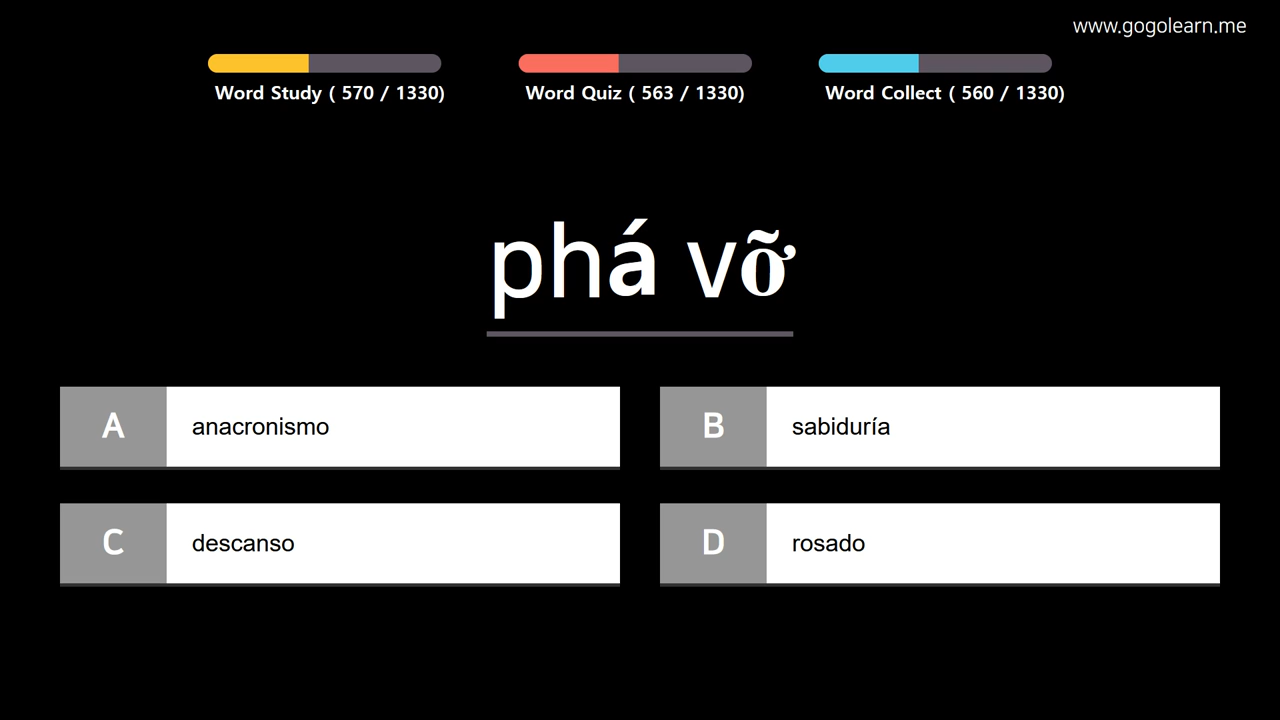 www.gogolearn.me
Word Study ( 570 / 1330)
Word Quiz ( 563 / 1330)
Word Collect ( 560 / 1330)
phá vỡ
A
anacronismo
B
sabiduría
C
descanso
D
rosado